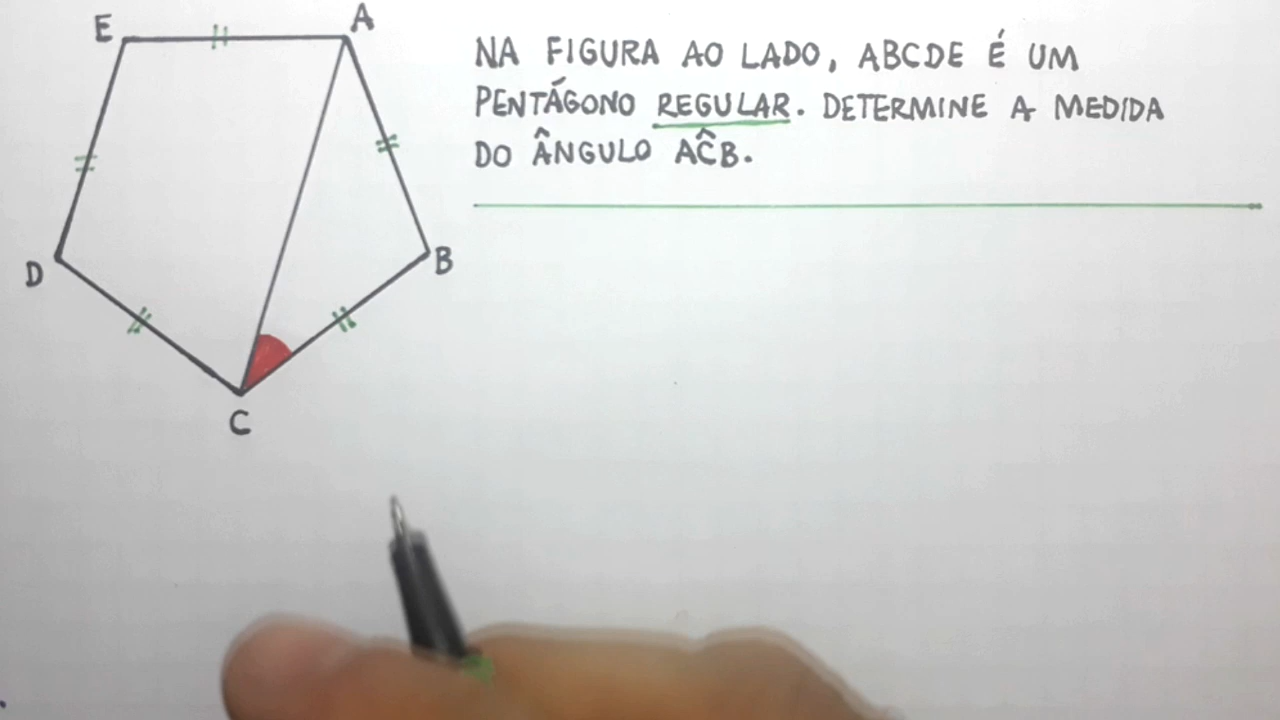 E
A
NA FIGURA AO LADO, ABCDE É UM
PENTÁGONO REGULAR. DETERMINE A MEDIDA
DO ÂNGULO AĈB.
D
B
C